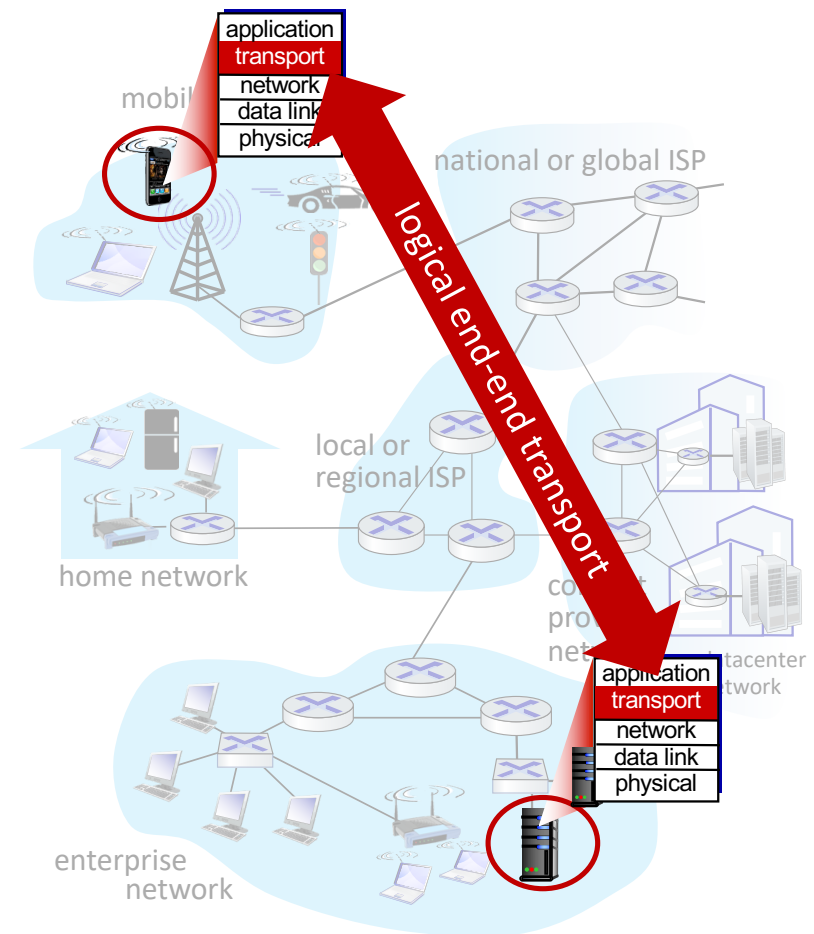 application
transport
network
data link
physical
national or global ISP
logical end-end transport
local or
regional ISP
home network
application
transport
network
data link
physical
enterprise
network